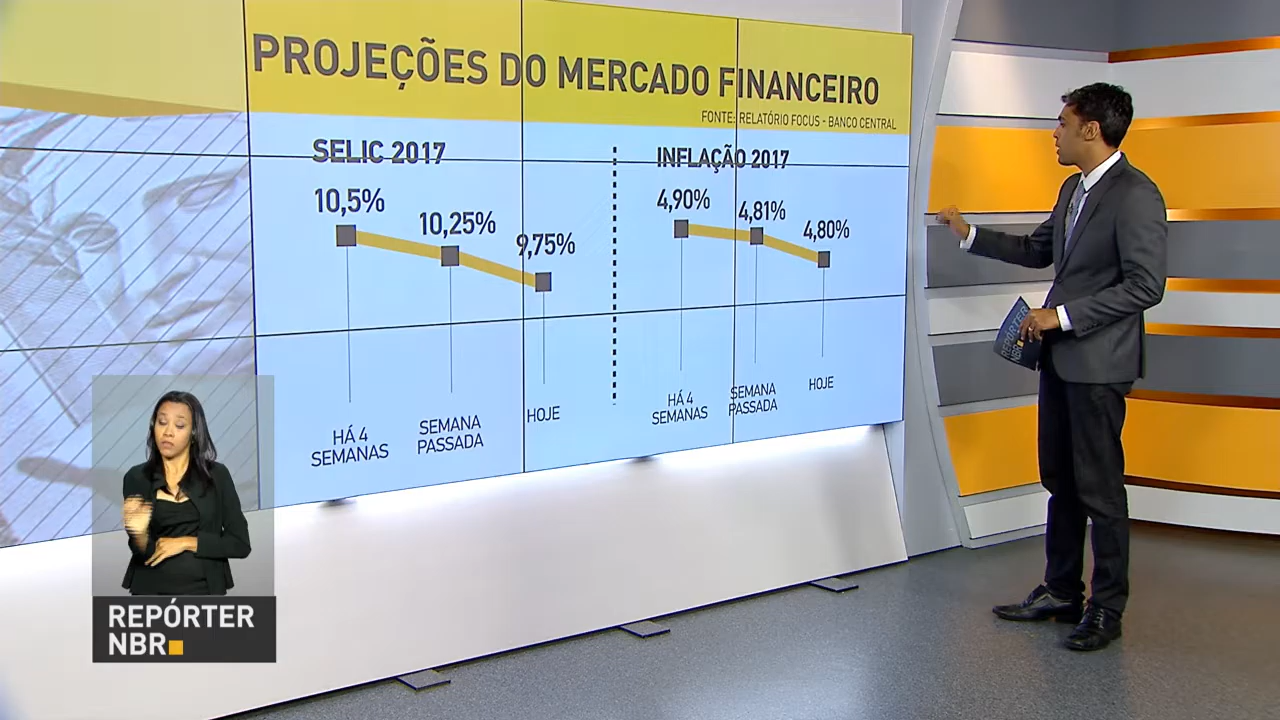 PROJEÇÕES DO MERCADO FINANCEIRO
FONTE: RELATÓRIO FOCUS - BANCO CENTRAL
SELIC 2017
10,5%
10,25%
9,75%
HÁ 4
SEMANAS
SEMANA
PASSADA
HOJE
INFLAÇÃO 2017
4,90%
4,81%
4,80%
HÁ 4
SEMANAS
SEMANA
PASSADA
HOJE
REPÓRTER
NBR
REPÓRTER
NBR